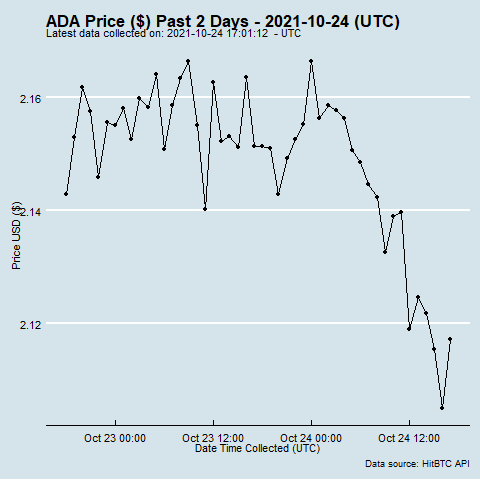 ADA Price ($) Past 2 Days - 2021-10-24 (UTC)
Latest data collected on: 2021-10-24 17:01:12 - UTC
2.16
2.14
2.12
Price USD ($)
Oct 23 00:00
Oct 23 12:00
Oct 24 00:00
Oct 24 12:00
Date Time Collected (UTC)
Data source: HitBTC API